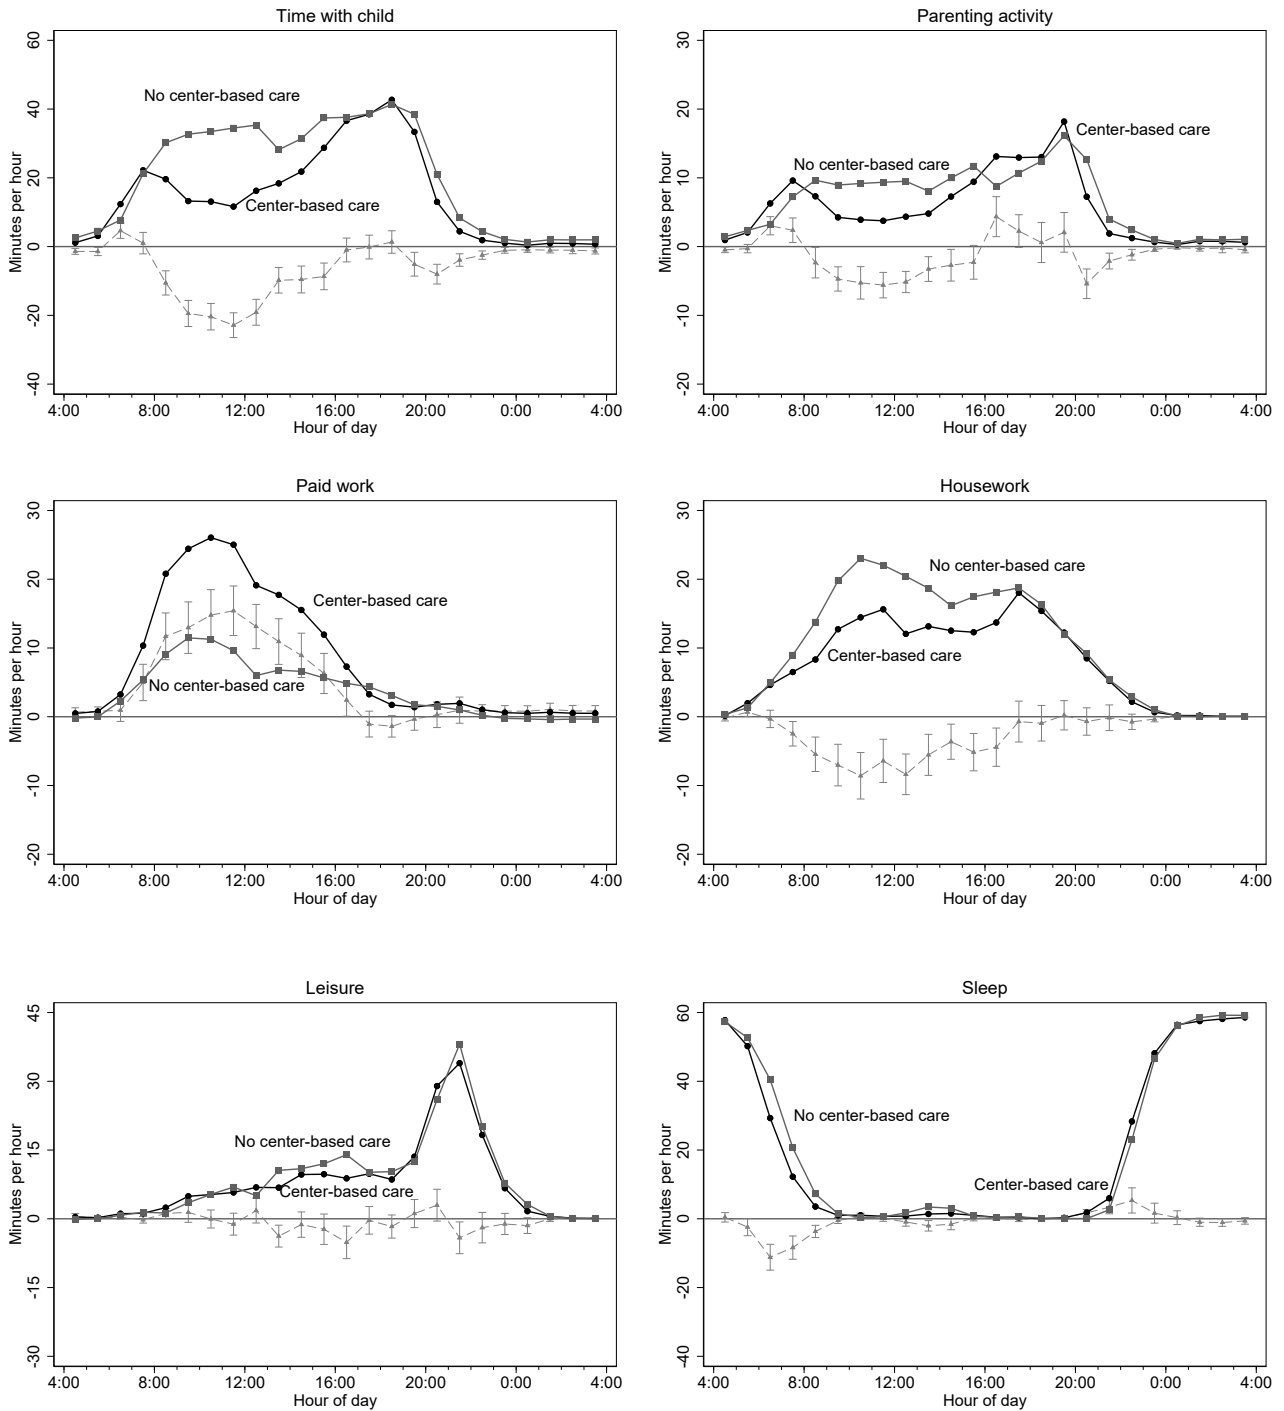 Time with child
Minutes per hour
60
40
20
0
-20
-40
No center-based care
Center-based care
4:00 8:00 12:00 16:00 20:00 0:00 4:00
Hour of day
Parenting activity
Minutes per hour
30
20
10
0
-10
-20
No center-based care
Center-based care
4:00 8:00 12:00 16:00 20:00 0:00 4:00
Hour of day
Paid work
Minutes per hour
30
20
10
0
-10
-20
Center-based care
No center-based care
4:00 8:00 12:00 16:00 20:00 0:00 4:00
Hour of day
Housework
Minutes per hour
30
20
10
0
-10
-20
No center-based care
Center-based care
4:00 8:00 12:00 16:00 20:00 0:00 4:00
Hour of day
Leisure
Minutes per hour
45
30
15
0
-15
-30
No center-based care
Center-based care
4:00 8:00 12:00 16:00 20:00 0:00 4:00
Hour of day
Sleep
Minutes per hour
60
40
20
0
-20
-40
No center-based care
Center-based care
4:00 8:00 12:00 16:00 20:00 0:00 4:00
Hour of day